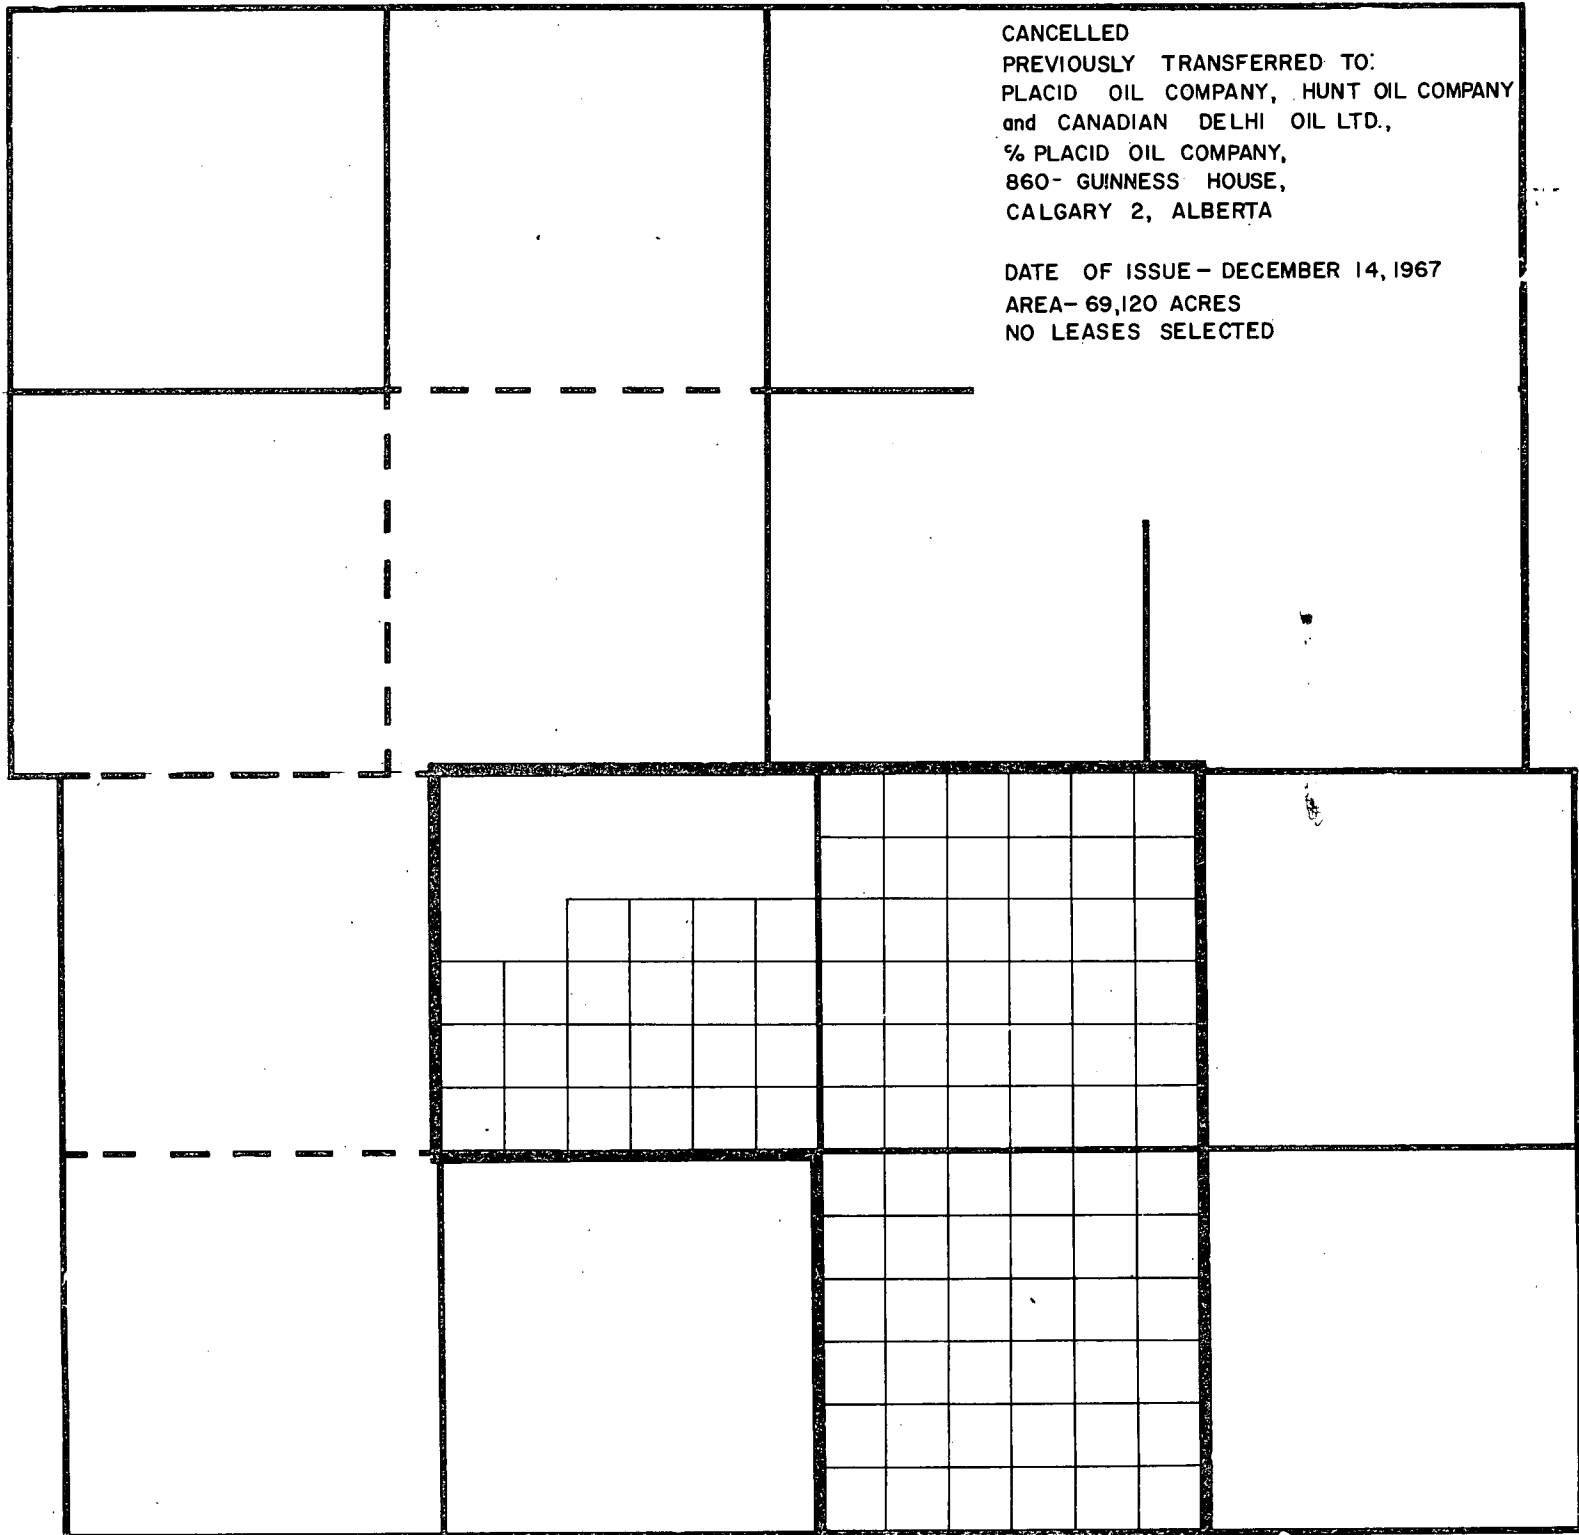 CANCELLED
PREVIOUSLY TRANSFERRED TO:
PLACID OIL COMPANY, HUNT OIL COMPANY
and CANADIAN DELHI OIL LTD.,
℅ PLACID OIL COMPANY,
860- GUINNESS HOUSE,
CALGARY 2, ALBERTA
DATE OF ISSUE - DECEMBER 14, 1967
AREA- 69,120 ACRES
NO LEASES SELECTED